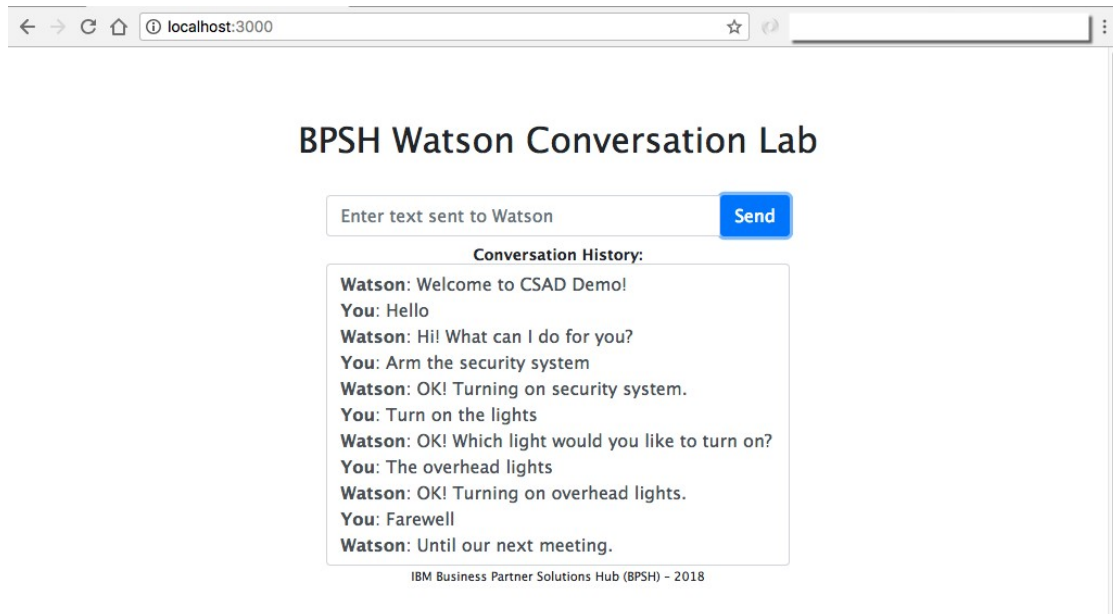 localhost:3000
BPSH Watson Conversation Lab
Enter text sent to Watson
Send
Conversation History:
Watson: Welcome to CSAD Demo!
You: Hello
Watson: Hi! What can I do for you?
You: Arm the security system
Watson: OK! Turning on security system.
You: Turn on the lights
Watson: OK! Which light would you like to turn on?
You: The overhead lights
Watson: OK! Turning on overhead lights.
You: Farewell
Watson: Until our next meeting.
IBM Business Partner Solutions Hub (BPSH) – 2018